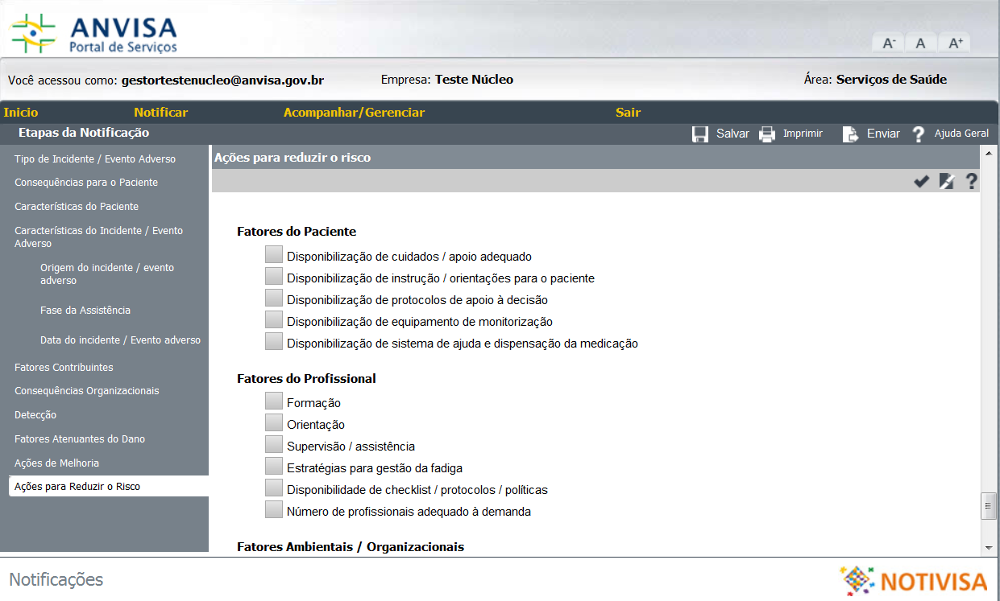 ANVISA
Portal de Serviços
A- A A+
Você acessou como: gestortestenucleo@anvisa.gov.br Empresa: Teste Núcleo Área: Serviços de Saúde
Inicio Notificar Acompanhar/Gerenciar Sair
Etapas da Notificação Salvar Imprimir Enviar ? Ajuda Geral
Tipo de Incidente / Evento Adverso
Consequências para o Paciente
Características do Paciente
Características do Incidente / Evento
Adverso
Origem do incidente / evento
adverso
Fase da Assistência
Data do incidente / Evento adverso
Fatores Contribuintes
Consequências Organizacionais
Detecção
Fatores Atenuantes do Dano
Ações de Melhoria
Ações para Reduzir o Risco
Ações para reduzir o risco
?
Fatores do Paciente
Disponibilização de cuidados / apoio adequado
Disponibilização de instrução / orientações para o paciente
Disponibilização de protocolos de apoio à decisão
Disponibilização de equipamento de monitorização
Disponibilização de sistema de ajuda e dispensação da medicação
Fatores do Profissional
Formação
Orientação
Supervisão / assistência
Estratégias para gestão da fadiga
Disponibilidade de checklist / protocolos / políticas
Número de profissionais adequado à demanda
Fatores Ambientais / Organizacionais
Notificações
NOTIVISA